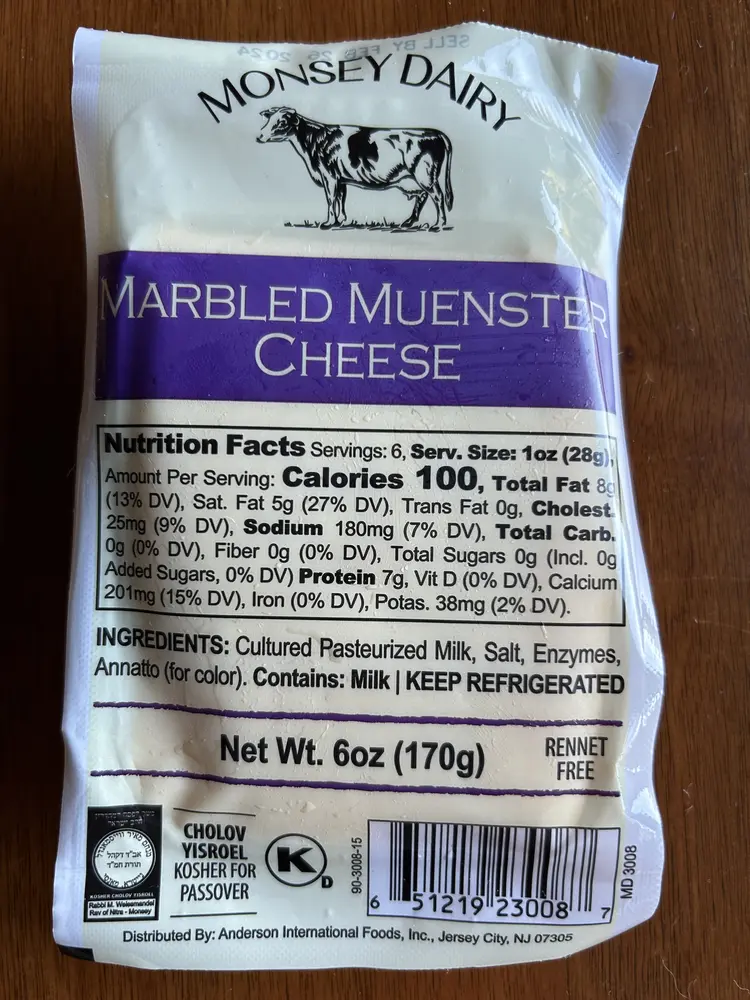 SELL BY FEB 25 2024
MONSEY DAIRY
MARBLED MUENSTER
CHEESE
Nutrition Facts Servings: 6, Serv. Size: 1oz (28g),
Amount Per Serving: Calories 100, Total Fat 8g
(13% DV), Sat. Fat 5g (27% DV), Trans Fat 0g, Cholest.
25mg (9% DV), Sodium 180mg (7% DV), Total Carb.
0g (0% DV), Fiber 0g (0% DV), Total Sugars 0g (Incl. 0g
Added Sugars, 0% DV) Protein 7g, Vit D (0% DV), Calcium
201mg (15% DV), Iron (0% DV), Potas. 38mg (2% DV).
INGREDIENTS: Cultured Pasteurized Milk, Salt, Enzymes,
Annatto (for color). Contains: Milk | KEEP REFRIGERATED
Net Wt. 6oz (170g)
RENNET
FREE
אב"ד דקהל
תורת חמ"ד
KOSHER CHOLOV YISROEL
Rabbi M. Weissmandel
Rav of Nitra - Monsey
CHOLOV
YISROEL
KOSHER FOR
PASSOVER
K
D
90-3008-15
6 51219 23008 7
MD 3008
Distributed By: Anderson International Foods, Inc., Jersey City, NJ 07305